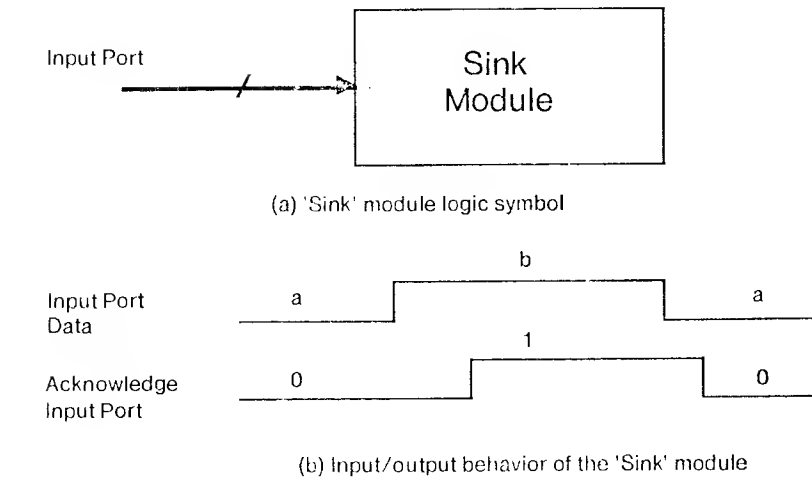 Input Port
Sink
Module
(a) 'Sink' module logic symbol
b
Input Port
Data
a
a
1
Acknowledge
Input Port
0
0
(b) Input/output behavior of the 'Sink' module